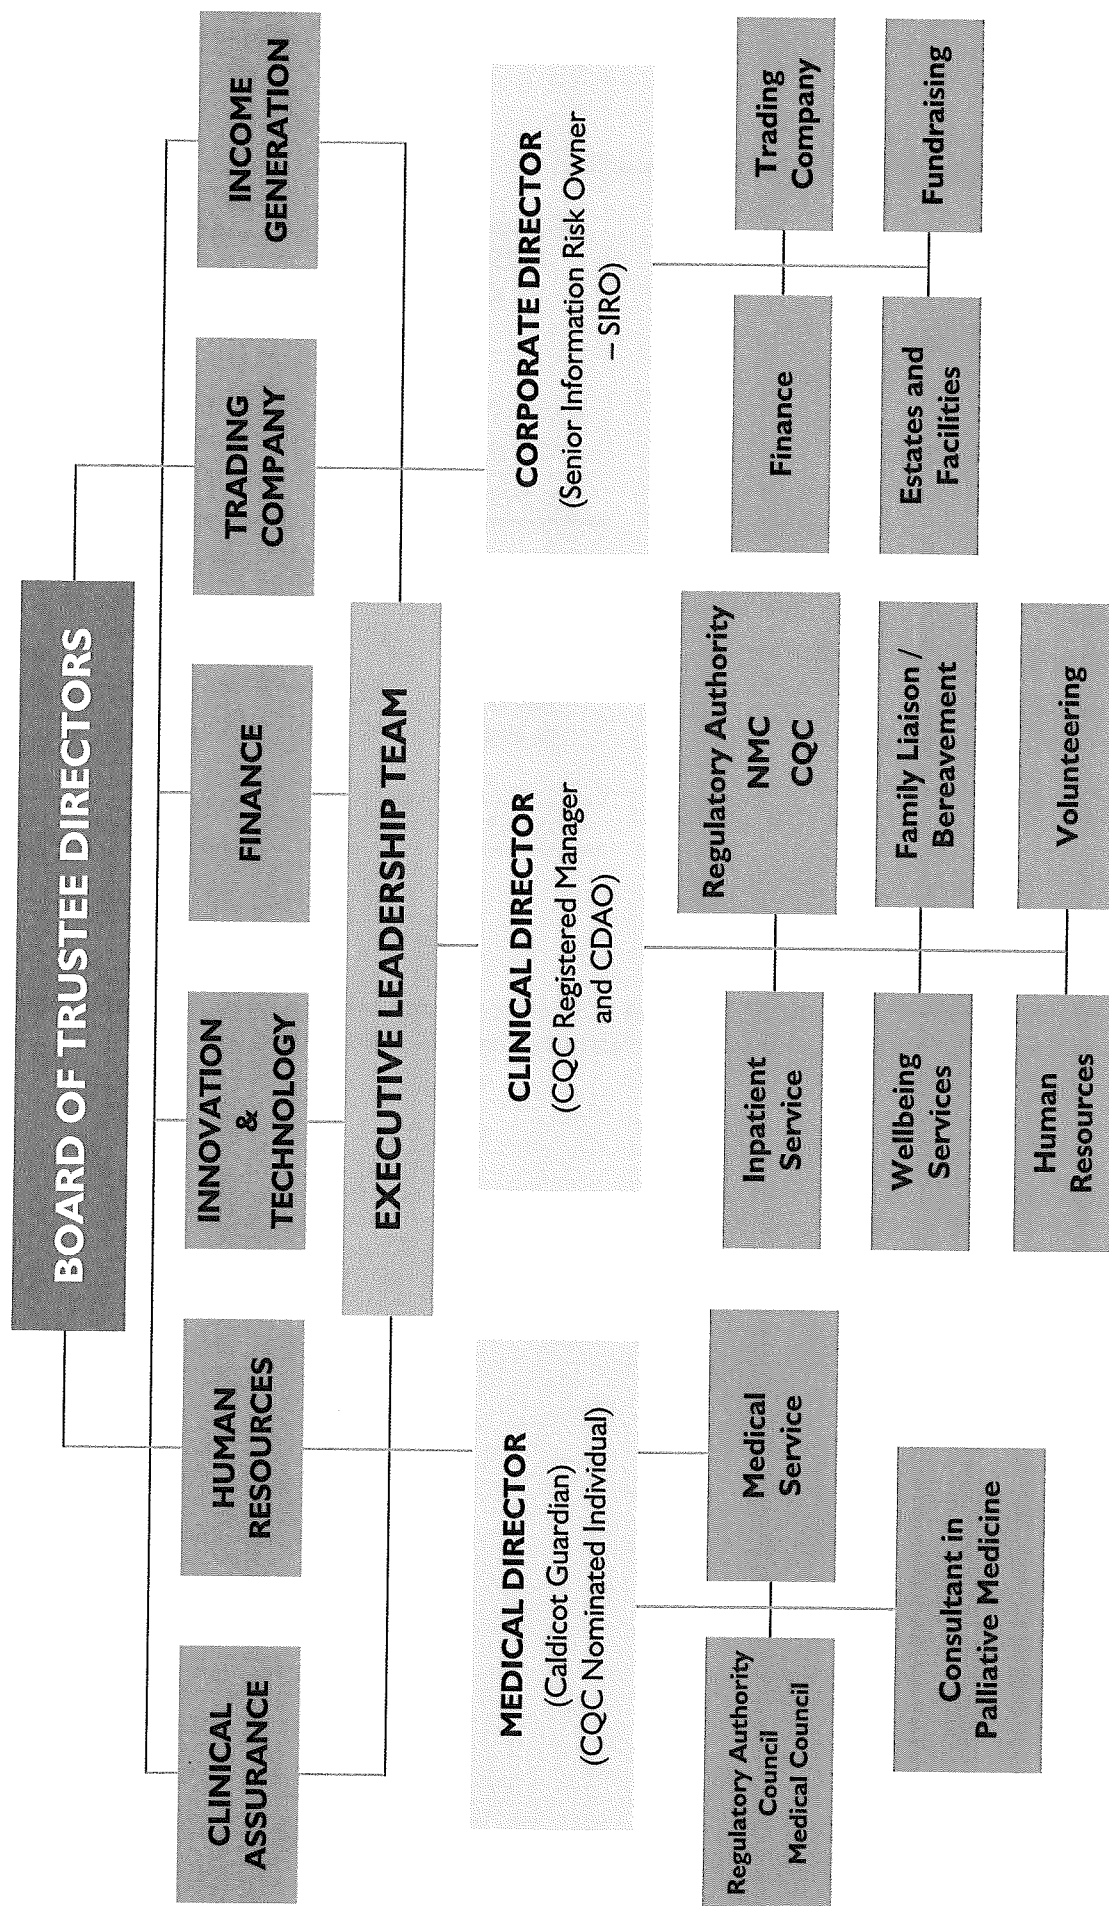 BOARD OF TRUSTEE DIRECTORS
CLINICAL
ASSURANCE
HUMAN
RESOURCES
INNOVATION
&
TECHNOLOGY
FINANCE
TRADING
COMPANY
INCOME
GENERATION
EXECUTIVE LEADERSHIP TEAM
MEDICAL DIRECTOR
(Caldicot Guardian)
(CQC Nominated Individual)
CLINICAL DIRECTOR
(CQC Registered Manager
and CDAO)
CORPORATE DIRECTOR
(Senior Information Risk Owner
– SIRO)
Regulatory Authority
Council
Medical Council
Medical
Service
Consultant in
Palliative Medicine
Inpatient
Service
Regulatory Authority
NMC
CQC
Wellbeing
Services
Family Liaison /
Bereavement
Human
Resources
Volunteering
Finance
Trading
Company
Estates and
Facilities
Fundraising